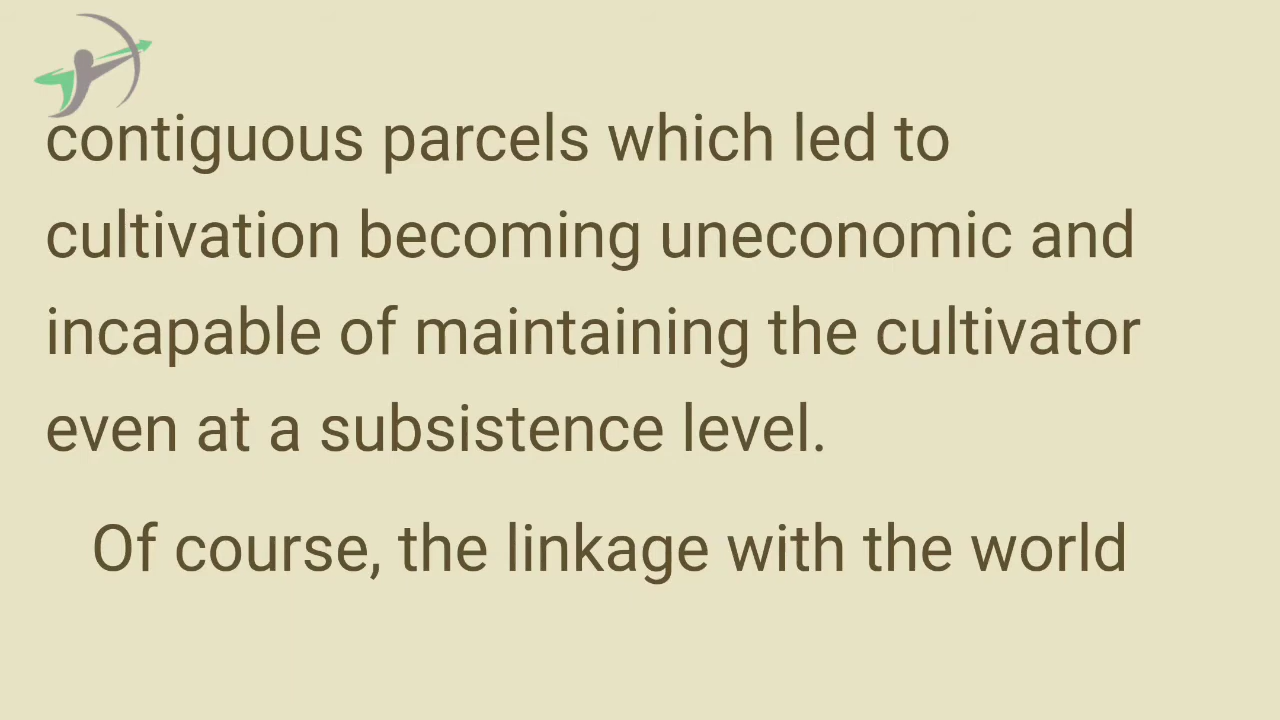 contiguous parcels which led to
cultivation becoming uneconomic and
incapable of maintaining the cultivator
even at a subsistence level.
Of course, the linkage with the world